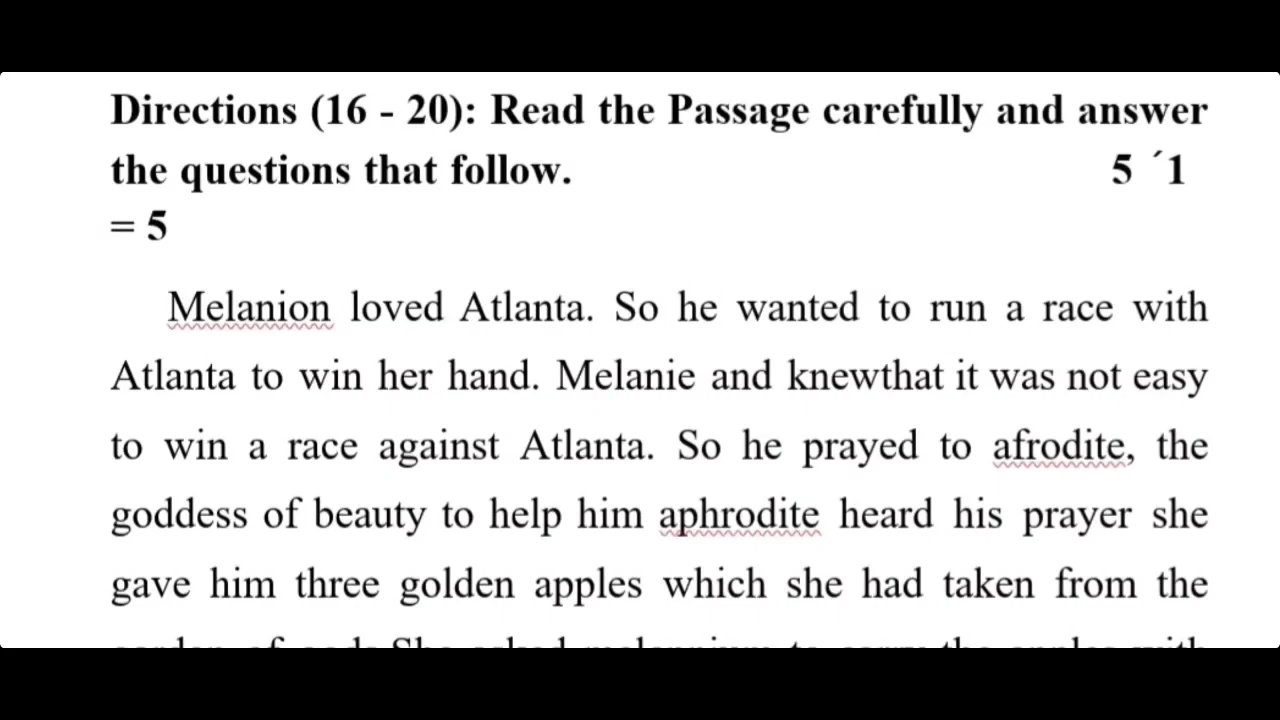 Directions (16 - 20): Read the Passage carefully and answer
the questions that follow. 5 ´1
= 5
Melanion loved Atlanta. So he wanted to run a race with
Atlanta to win her hand. Melanie and knewthat it was not easy
to win a race against Atlanta. So he prayed to afrodite, the
goddess of beauty to help him aphrodite heard his prayer she
gave him three golden apples which she had taken from the